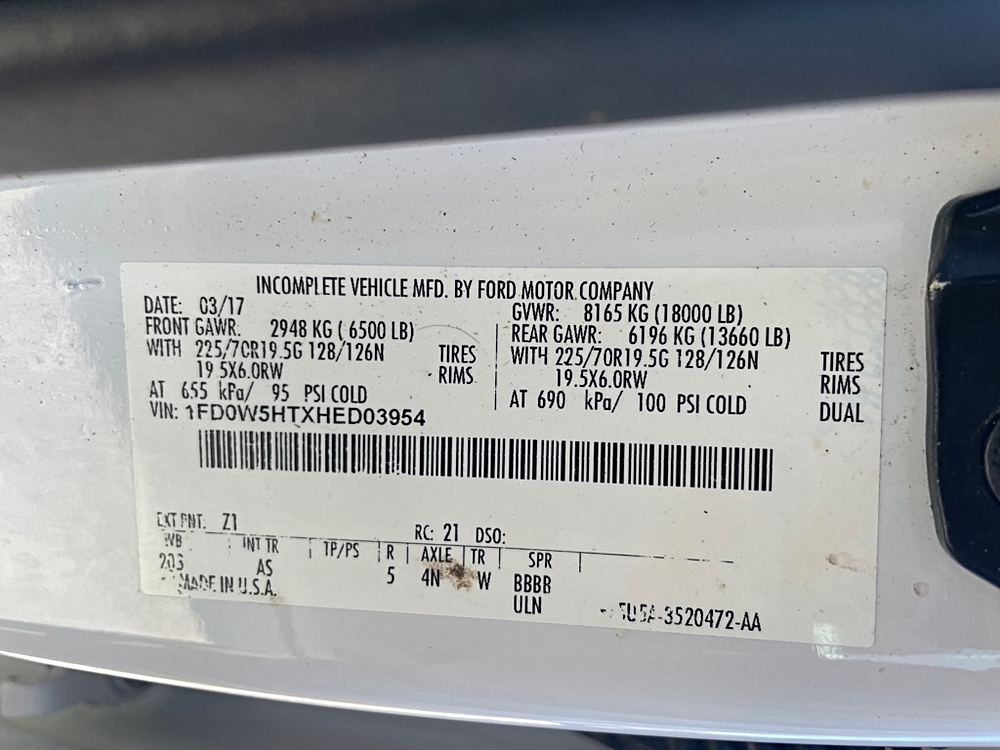 INCOMPLETE VEHICLE MFD. BY FORD MOTOR COMPANY
DATE: 03/17
GVWR: 8165 KG (18000 LB)
FRONT GAWR: 2948 KG ( 6500 LB)
REAR GAWR: 6196 KG (13660 LB)
WITH 225/70R19.5G 128/126N TIRES
WITH 225/70R19.5G 128/126N TIRES
19.5X6.0RW RIMS
19.5X6.0RW RIMS
AT 655 kPa/ 95 PSI COLD
AT 690 kPa/ 100 PSI COLD DUAL
VIN: 1FD0W5HTXHED03954
EXT PNT: Z1 RC: 21 DSO:
WB INT TR TP/PS R AXLE TR SPR
203 AS 5 4N W BBBB
MADE IN U.S.A. ULN
-3520472-AA